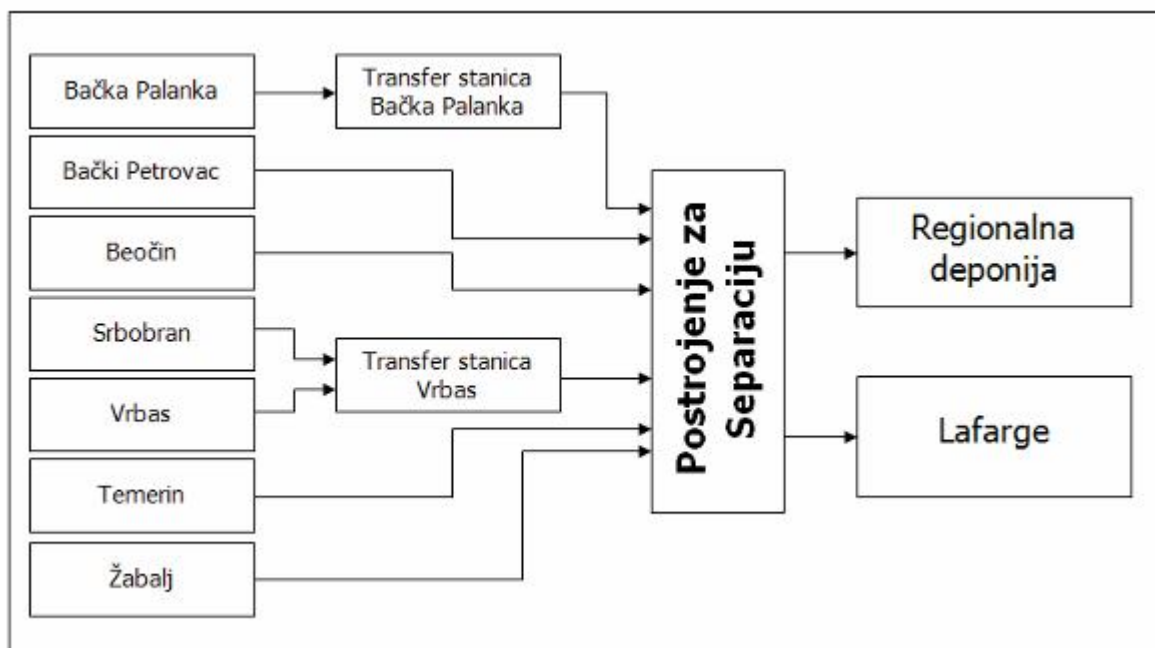 Bačka Palanka
Bački Petrovac
Beočin
Srbobran
Vrbas
Temerin
Žabalj
Transfer stanica
Bačka Palanka
Transfer stanica
Vrbas
Postrojenje za
Separaciju
Regionalna
deponija
Lafarge